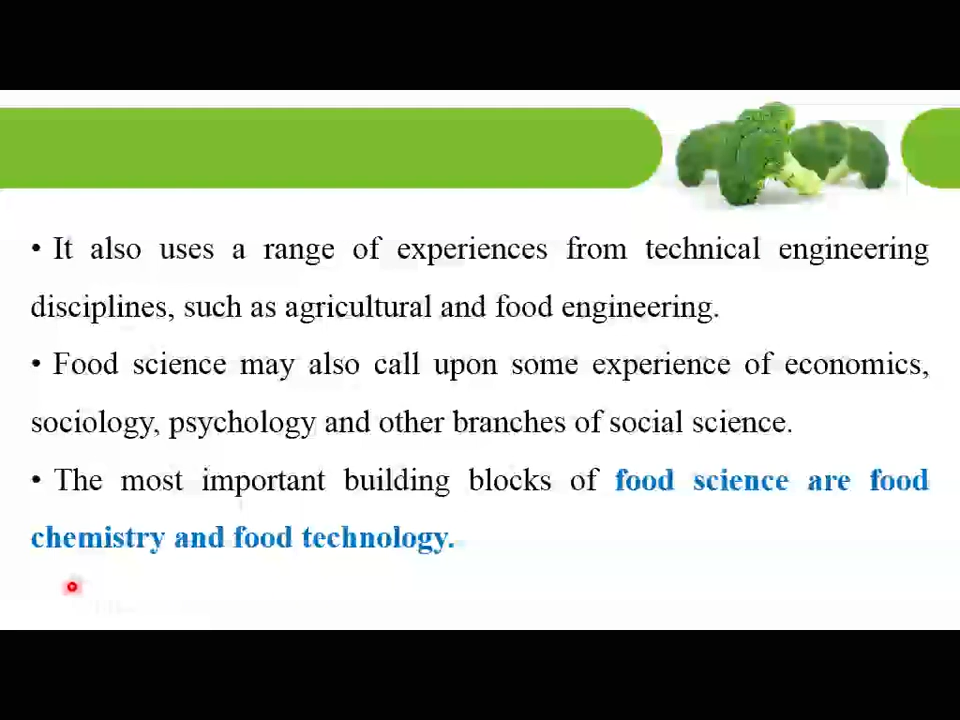 • It also uses a range of experiences from technical engineering
disciplines, such as agricultural and food engineering.
• Food science may also call upon some experience of economics,
sociology, psychology and other branches of social science.
• The most important building blocks of food science are food
chemistry and food technology.